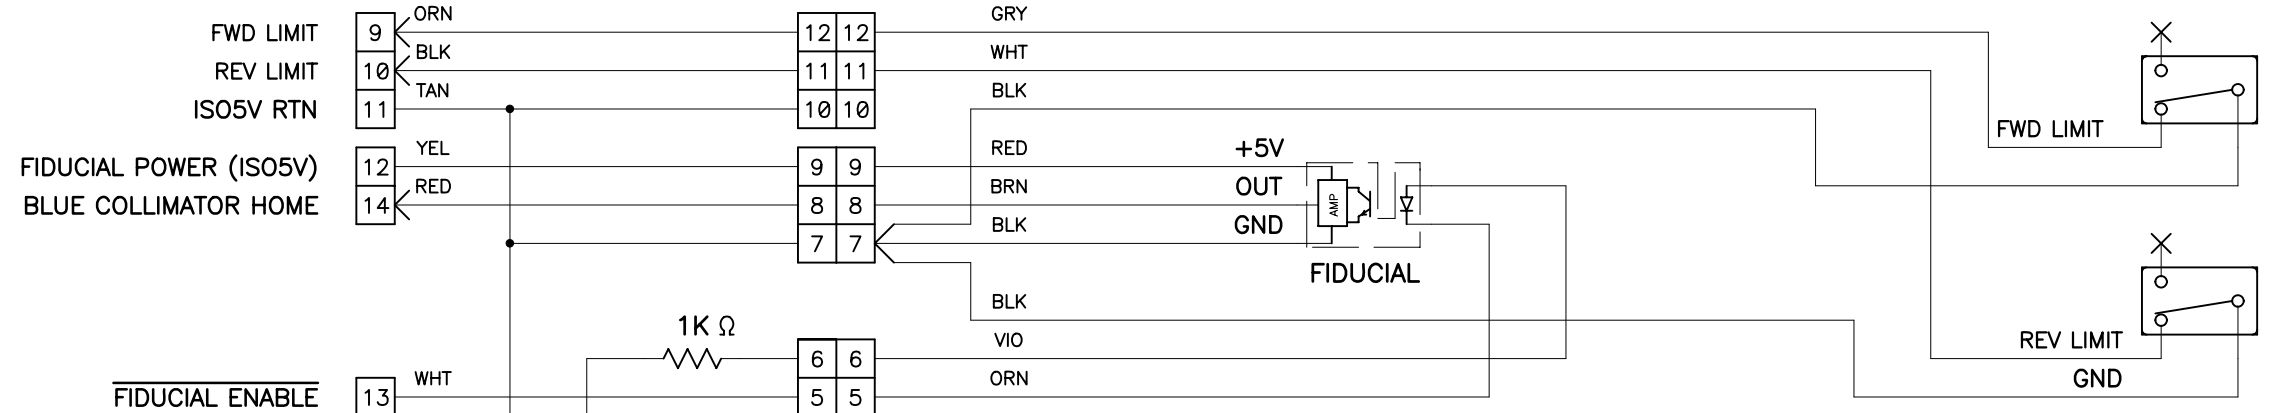 ORN GRY
FWD LIMIT 9 12 12
BLK WHT
REV LIMIT 10 11 11
TAN BLK
ISO5V RTN 11 10 10
FWD LIMIT
YEL RED +5V
FIDUCIAL POWER (ISO5V) 12 9 9
RED BRN OUT
BLUE COLLIMATOR HOME 14 8 8 AMP
BLK GND
7 7
FIDUCIAL
BLK
1K Ω
VIO REV LIMIT
6 6
WHT ORN GND
FIDUCIAL ENABLE 13 5 5